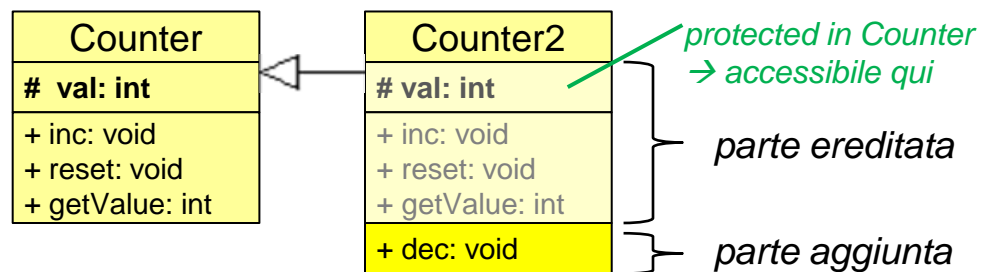 Counter
# val: int
+ inc: void
+ reset: void
+ getValue: int
Counter2
# val: int
+ inc: void
+ reset: void
+ getValue: int
+ dec: void
protected in Counter
→ accessibile qui
parte ereditata
parte aggiunta